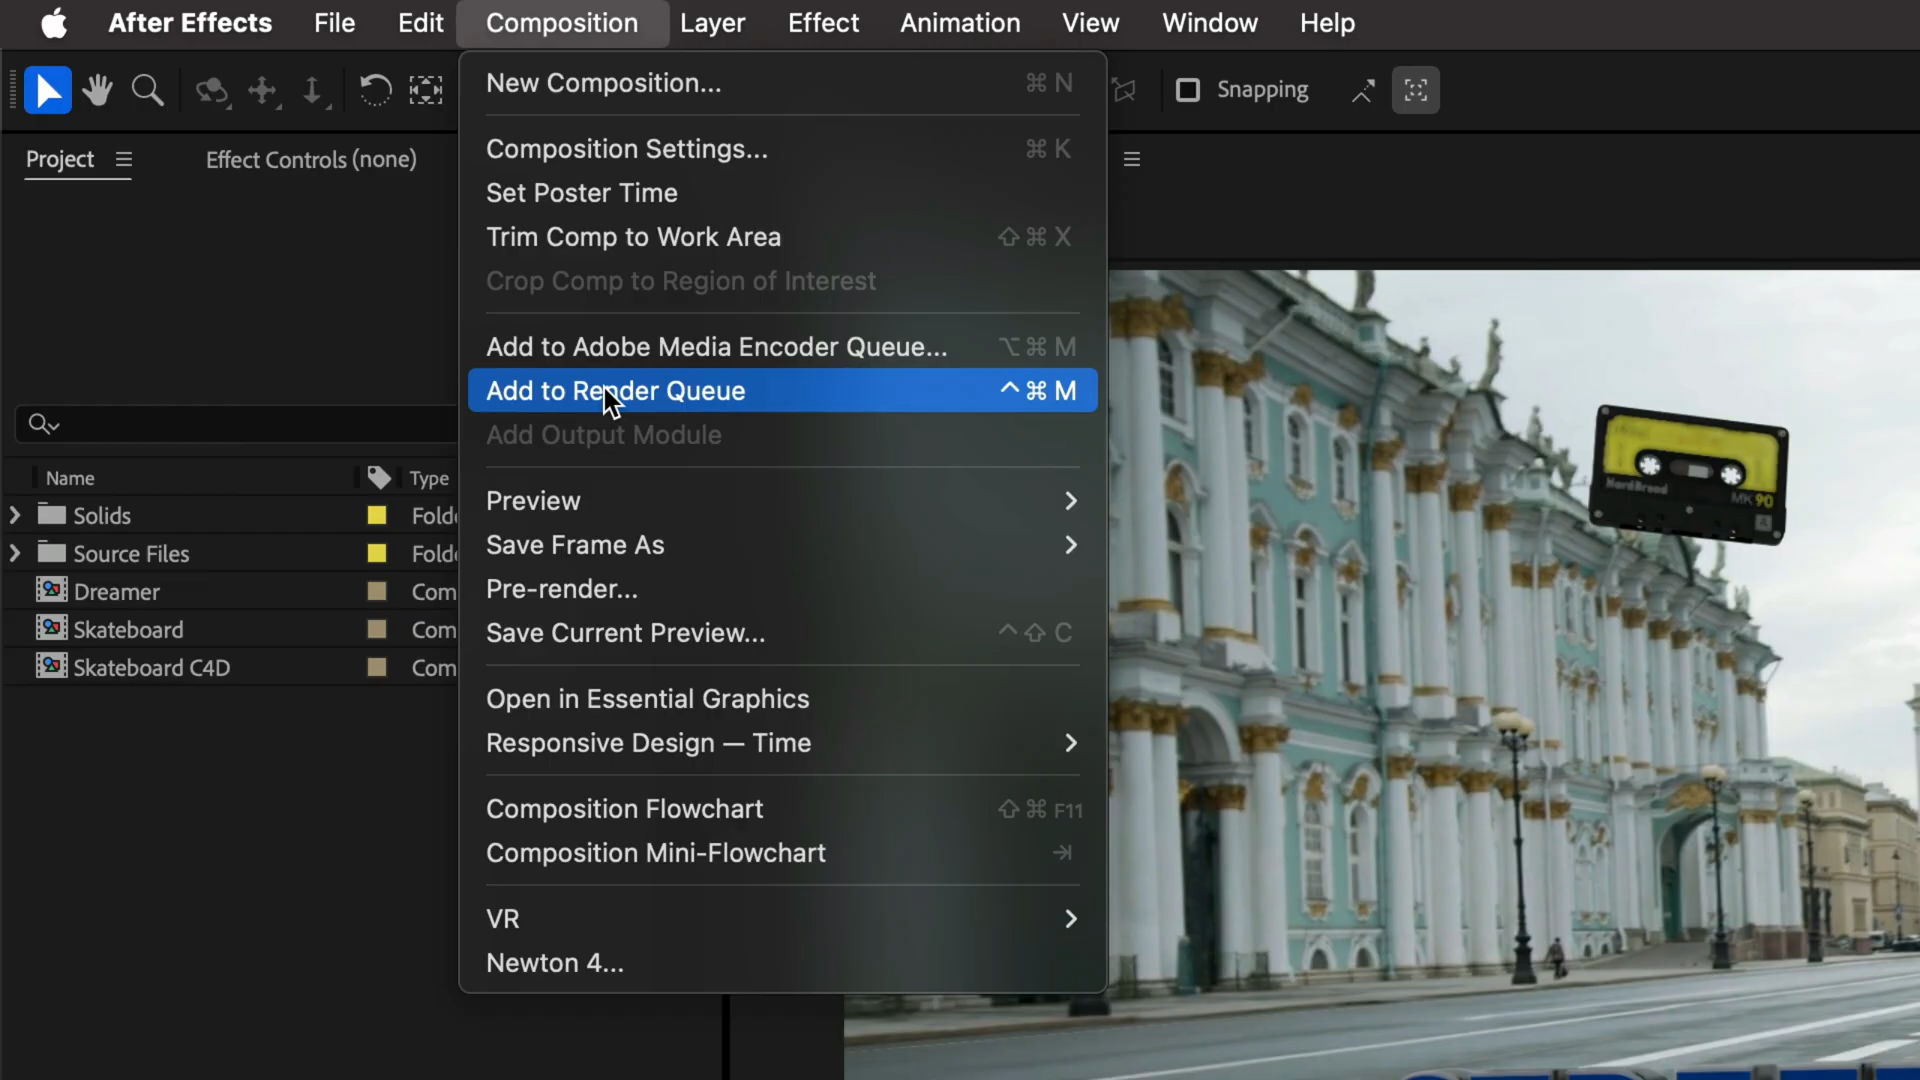 After Effects File Edit Composition Layer Effect Animation View Window Help
Snapping
Project Effect Controls (none)
New Composition... ⌘ N
Composition Settings... ⌘ K
Set Poster Time
Trim Comp to Work Area ⇧ ⌘ X
Crop Comp to Region of Interest
Add to Adobe Media Encoder Queue... ⌥ ⌘ M
Add to Render Queue ^ ⌘ M
Add Output Module
Preview
Save Frame As
Pre-render...
Save Current Preview... ^ ⇧ C
Open in Essential Graphics
Responsive Design — Time
Composition Flowchart ⇧ ⌘ F11
Composition Mini-Flowchart
VR
Newton 4...
Name Type
Solids Fold
Source Files Fold
Dreamer Com
Skateboard Com
Skateboard C4D Com
MK 90
A